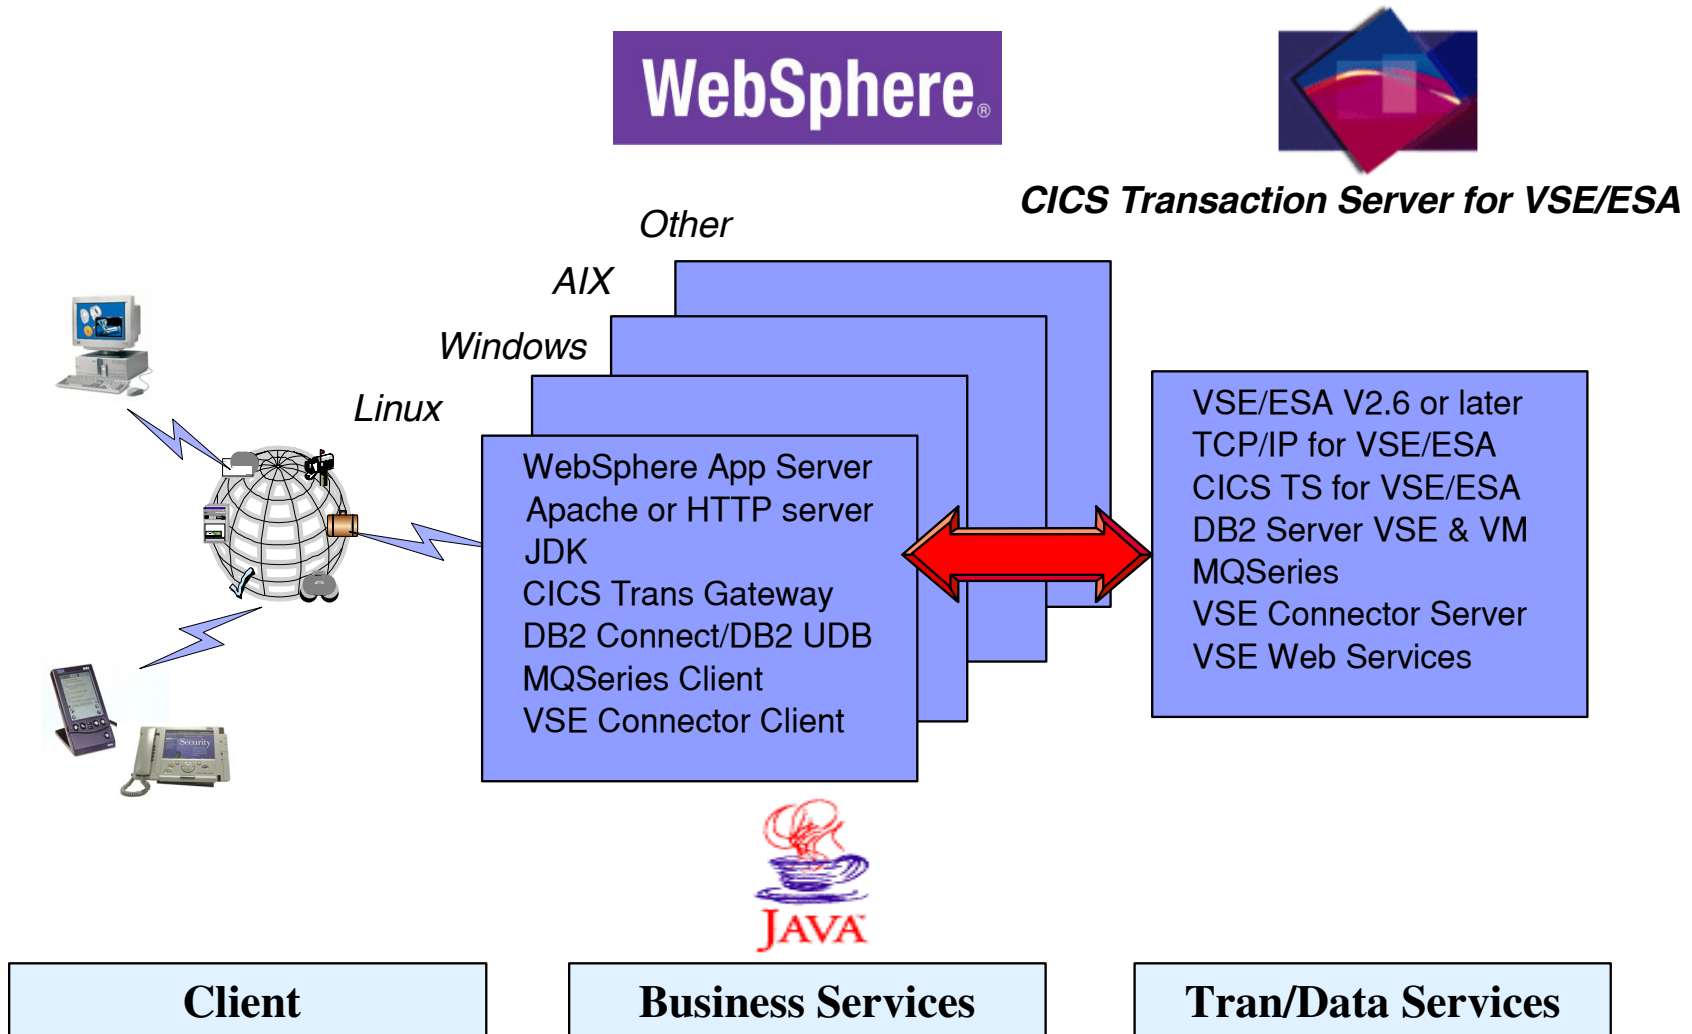 WebSphere®
CICS Transaction Server for VSE/ESA
Other
AIX
Windows
Linux
WebSphere App Server
Apache or HTTP server
JDK
CICS Trans Gateway
DB2 Connect/DB2 UDB
MQSeries Client
VSE Connector Client
VSE/ESA V2.6 or later
TCP/IP for VSE/ESA
CICS TS for VSE/ESA
DB2 Server VSE & VM
MQSeries
VSE Connector Server
VSE Web Services
Security
JAVA
Client
Business Services
Tran/Data Services